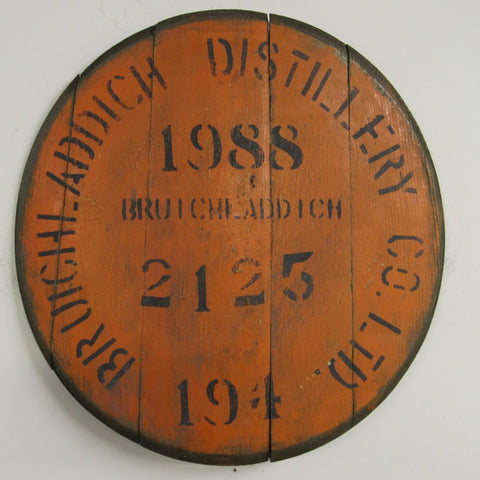 BRUICHLADDICH DISTILLERY CO. LTD.
1988
BRUICHLADDICH
2125
194